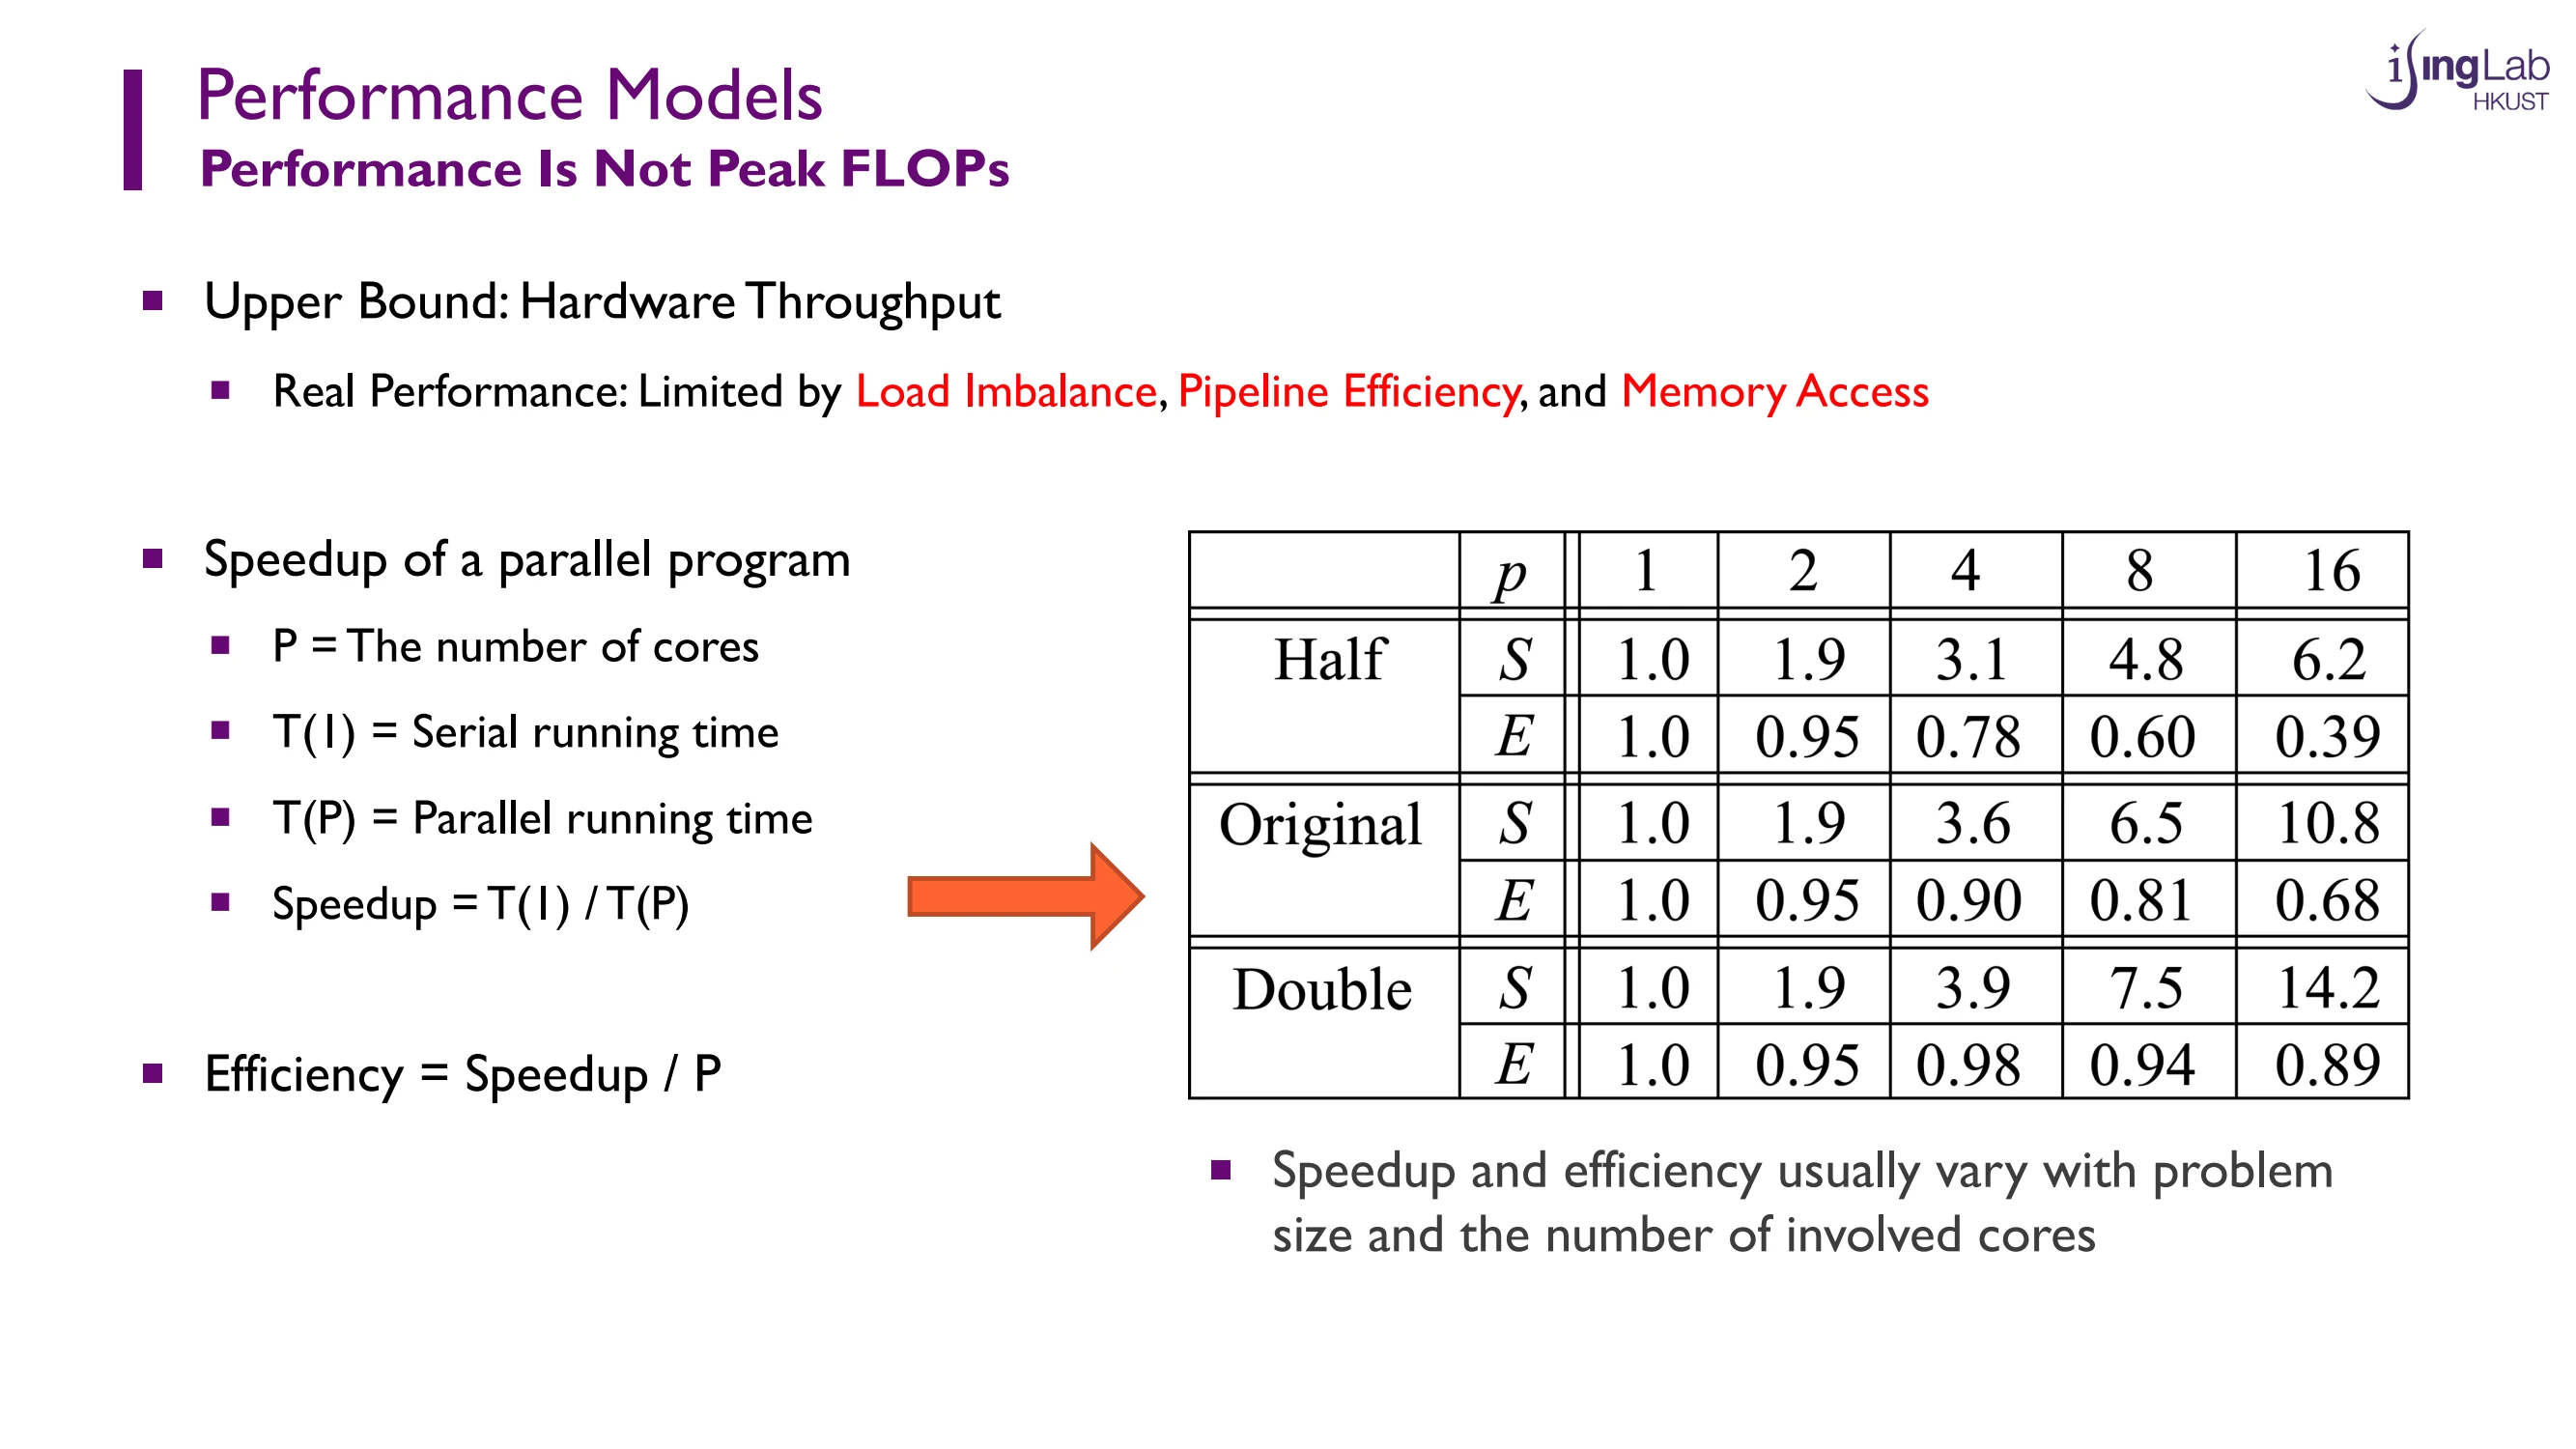 Performance Models
Performance Is Not Peak FLOPs
isingLab
HKUST
Upper Bound: Hardware Throughput
Real Performance: Limited by Load Imbalance, Pipeline Efficiency, and Memory Access
Speedup of a parallel program
P = The number of cores
T(1) = Serial running time
T(P) = Parallel running time
Speedup = T(1) / T(P)
Efficiency = Speedup / P
p 1 2 4 8 16
Half S 1.0 1.9 3.1 4.8 6.2
E 1.0 0.95 0.78 0.60 0.39
Original S 1.0 1.9 3.6 6.5 10.8
E 1.0 0.95 0.90 0.81 0.68
Double S 1.0 1.9 3.9 7.5 14.2
E 1.0 0.95 0.98 0.94 0.89
Speedup and efficiency usually vary with problem
size and the number of involved cores